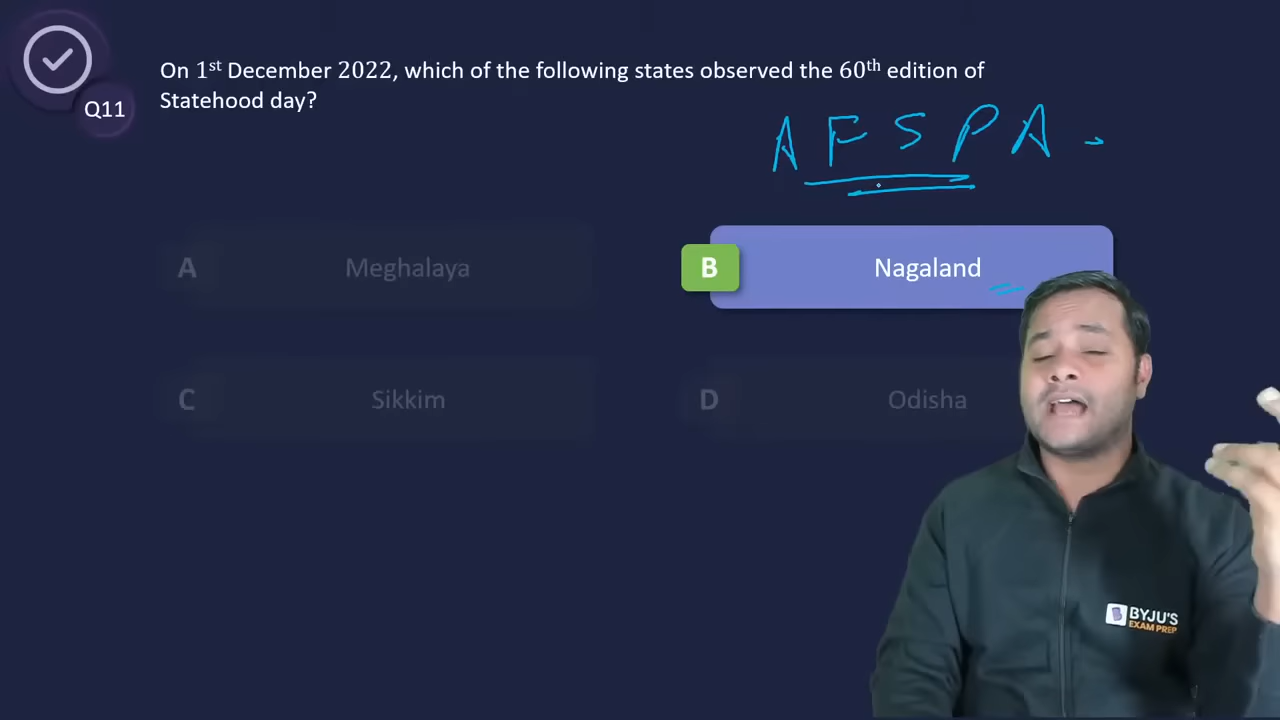 On 1st December 2022, which of the following states observed the 60th edition of
Q11
Statehood day?
A F S P A
A Meghalaya
B Nagaland
C Sikkim
D Odisha
BYJU'S
EXAM PREP